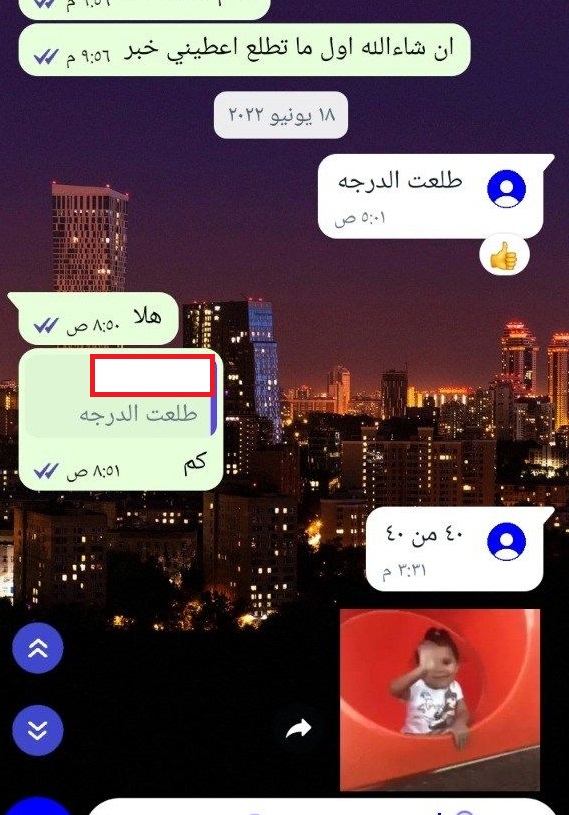 ان شاءالله اول ما تطلع اعطيني خبر ٩:٥٦ م
١٨ يونيو ٢٠٢٢
طلعت الدرجه
٥:٠١ ص
هلا ٨:٥٠ ص
طلعت الدرجه
كم ٨:٥١ ص
٤٠ من ٤٠
٣:٣١ م